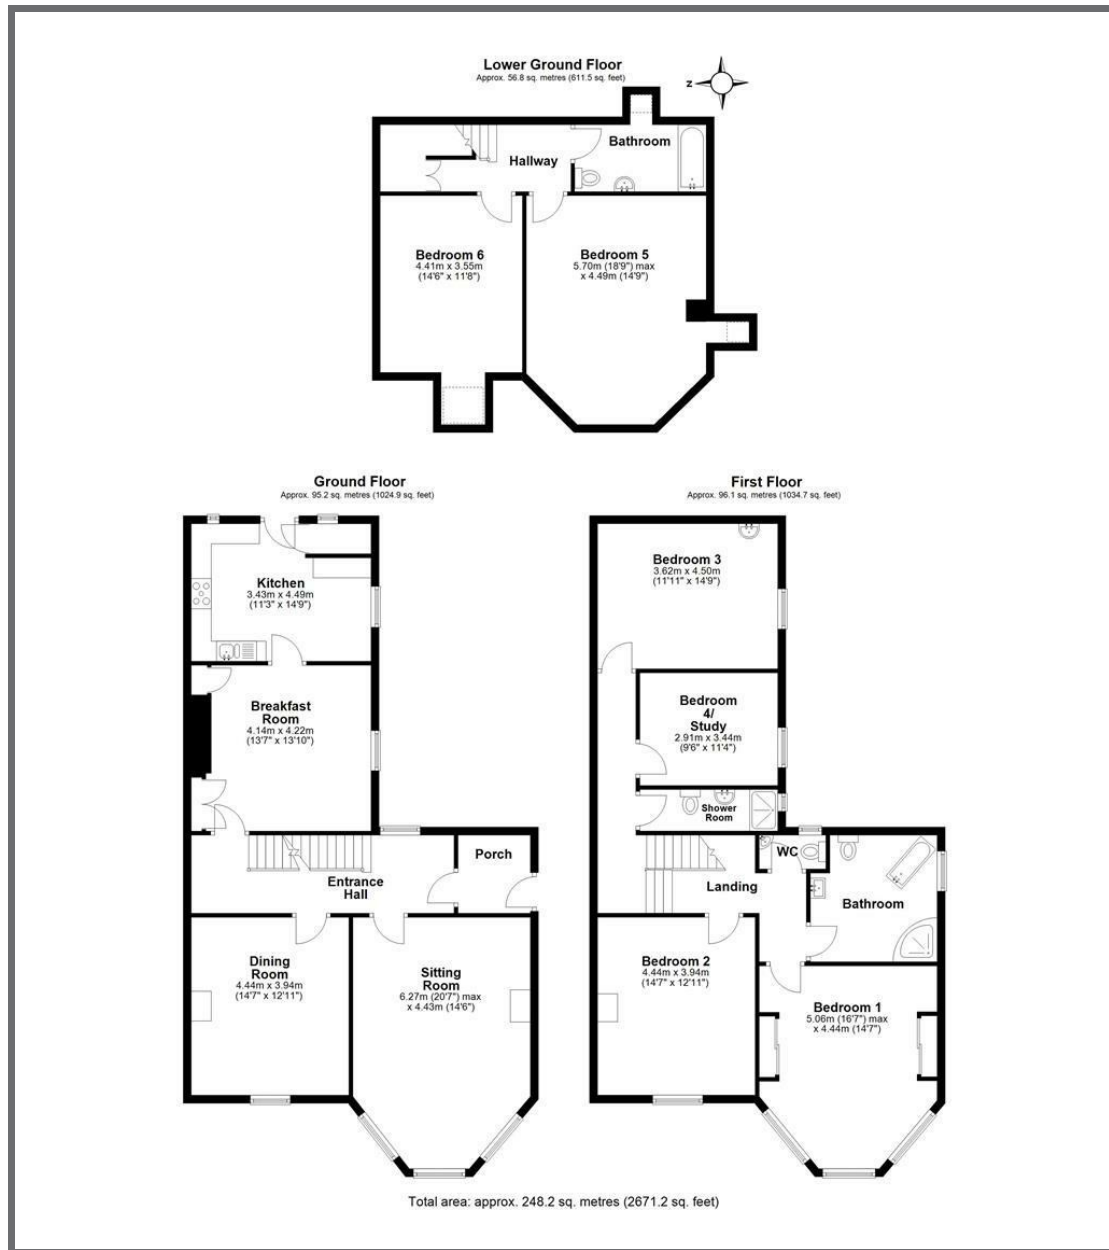 Lower Ground Floor
Approx. 56.8 sq. metres (611.5 sq. feet)
Z
Bathroom
Hallway
Bedroom 6
4.41m x 3.55m
(14'6" x 11'8")
Bedroom 5
5.70m (18'9") max
x 4.49m (14'9")
Ground Floor
Approx. 95.2 sq. metres (1024.9 sq. feet)
Kitchen
3.43m x 4.49m
(11'3" x 14'9")
Breakfast
Room
4.14m x 4.22m
(13'7" x 13'10")
Porch
Entrance
Hall
Dining
Room
4.44m x 3.94m
(14'7" x 12'11")
Sitting
Room
6.27m (20'7") max
x 4.43m (14'6")
First Floor
Approx. 96.1 sq. metres (1034.7 sq. feet)
Bedroom 3
3.62m x 4.50m
(11'11" x 14'9")
Bedroom
4/
Study
2.91m x 3.44m
(9'6" x 11'4")
Shower
Room
WC
Landing
Bathroom
Bedroom 2
4.44m x 3.94m
(14'7" x 12'11")
Bedroom 1
5.06m (16'7") max
x 4.44m (14'7")
Total area: approx. 248.2 sq. metres (2671.2 sq. feet)